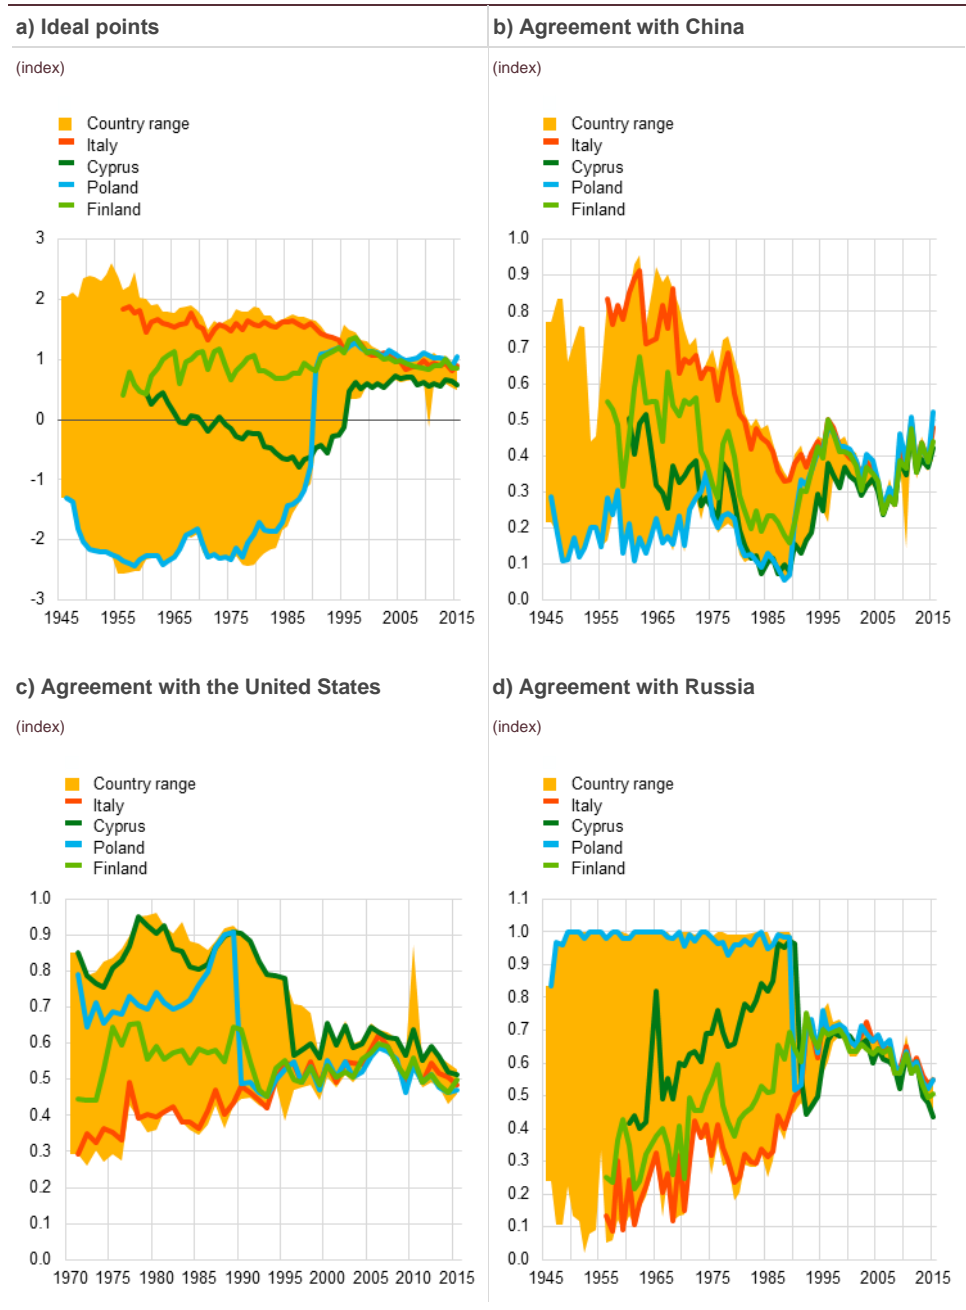 a) Ideal points
(index)
Country range
Italy
Cyprus
Poland
Finland
3
2
1
0
-1
-2
-3
1945 1955 1965 1975 1985 1995 2005 2015
b) Agreement with China
(index)
Country range
Italy
Cyprus
Poland
Finland
1.0
0.9
0.8
0.7
0.6
0.5
0.4
0.3
0.2
0.1
0.0
1945 1955 1965 1975 1985 1995 2005 2015
c) Agreement with the United States
(index)
Country range
Italy
Cyprus
Poland
Finland
1.0
0.9
0.8
0.7
0.6
0.5
0.4
0.3
0.2
0.1
0.0
1970 1975 1980 1985 1990 1995 2000 2005 2010 2015
d) Agreement with Russia
(index)
Country range
Italy
Cyprus
Poland
Finland
1.1
1.0
0.9
0.8
0.7
0.6
0.5
0.4
0.3
0.2
0.1
0.0
1945 1955 1965 1975 1985 1995 2005 2015